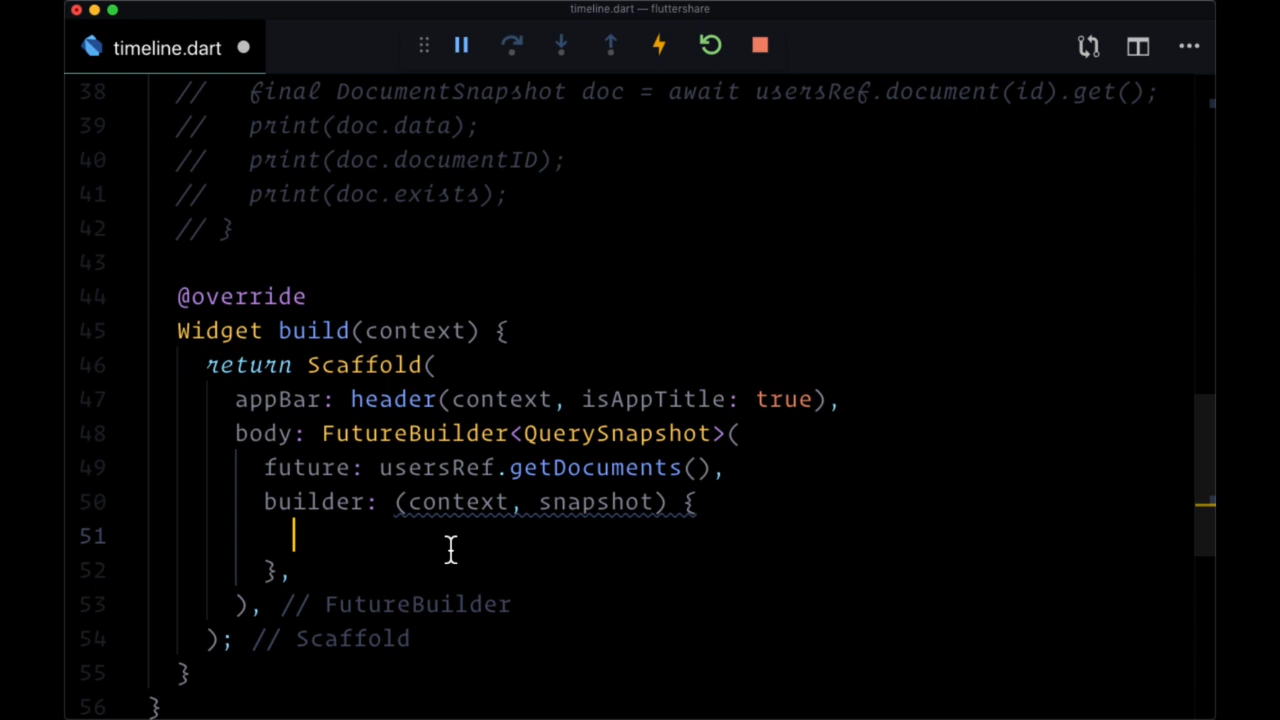 timeline.dart — fluttershare
timeline.dart
38 //   final DocumentSnapshot doc = await usersRef.document(id).get();
39 //   print(doc.data);
40 //   print(doc.documentID);
41 //   print(doc.exists);
42 // }
43
44 @override
45 Widget build(context) {
46 return Scaffold(
47 appBar: header(context, isAppTitle: true),
48 body: FutureBuilder<QuerySnapshot>(
49 future: usersRef.getDocuments(),
50 builder: (context, snapshot) {
51
52 },
53 ), // FutureBuilder
54 ); // Scaffold
55 }
56 }